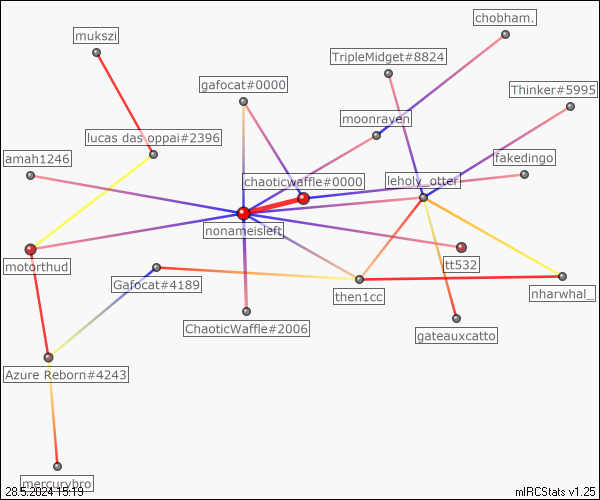 chobham.
mukszi
TripleMidget#8824
gafocat#0000
Thinker#5995
moonraven
lucas das oppai#2396
amah1246
fakedingo
chaoticwaffle#0000
leholy_otter
nonameisleft
tt532
motorthud
Gafocat#4189
then1cc
nharwhal_
ChaoticWaffle#2006
gateauxcatto
Azure Reborn#4243
mercurybro
28.5.2024 15:19
mIRCStats v1.25